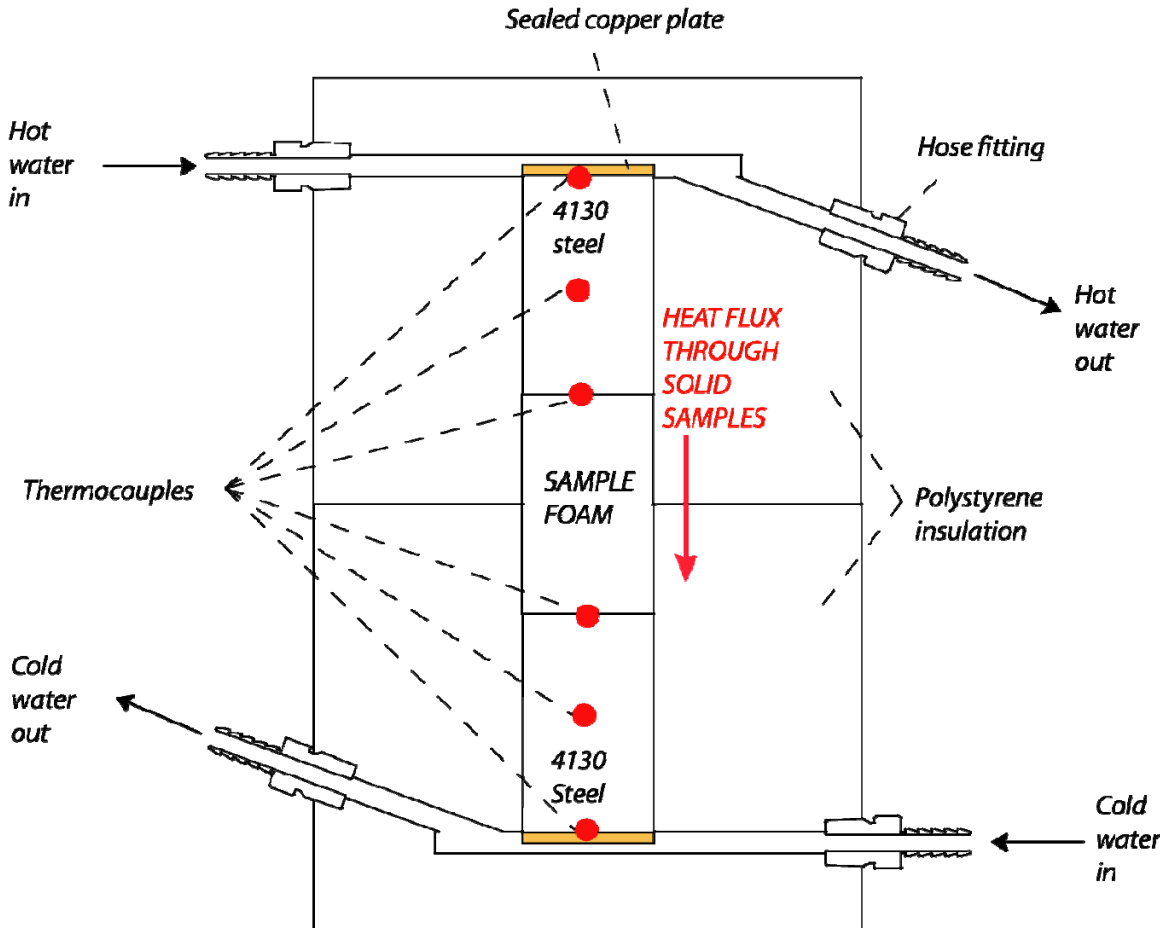 Sealed copper plate
Hot
water
in
Hose fitting
4130
steel
Hot
water
out
HEAT FLUX
THROUGH
SOLID
SAMPLES
Thermocouples
SAMPLE
FOAM
Polystyrene
insulation
Cold
water
out
4130
Steel
Cold
water
in